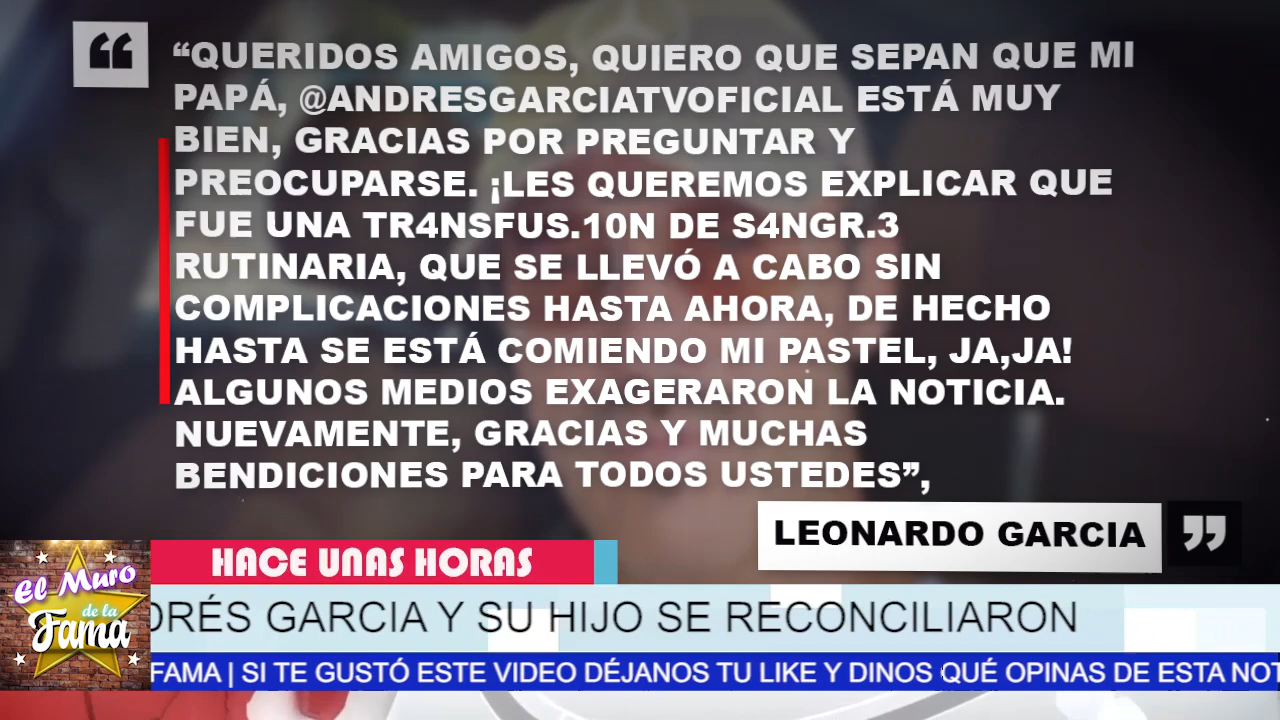 “QUERIDOS AMIGOS, QUIERO QUE SEPAN QUE MI
PAPÁ, @ANDRESGARCIATVOFICIAL ESTÁ MUY
BIEN, GRACIAS POR PREGUNTAR Y
PREOCUPARSE. ¡LES QUEREMOS EXPLICAR QUE
FUE UNA TR4NSFUS.10N DE S4NGR.3
RUTINARIA, QUE SE LLEVÓ A CABO SIN
COMPLICACIONES HASTA AHORA, DE HECHO
HASTA SE ESTÁ COMIENDO MI PASTEL, JA,JA!
ALGUNOS MEDIOS EXAGERARON LA NOTICIA.
NUEVAMENTE, GRACIAS Y MUCHAS
BENDICIONES PARA TODOS USTEDES”,
LEONARDO GARCIA
HACE UNAS HORAS
El Muro
de la
Fama
DRÉS GARCIA Y SU HIJO SE RECONCILIARON
FAMA | SI TE GUSTÓ ESTE VIDEO DÉJANOS TU LIKE Y DINOS QUÉ OPINAS DE ESTA NOT